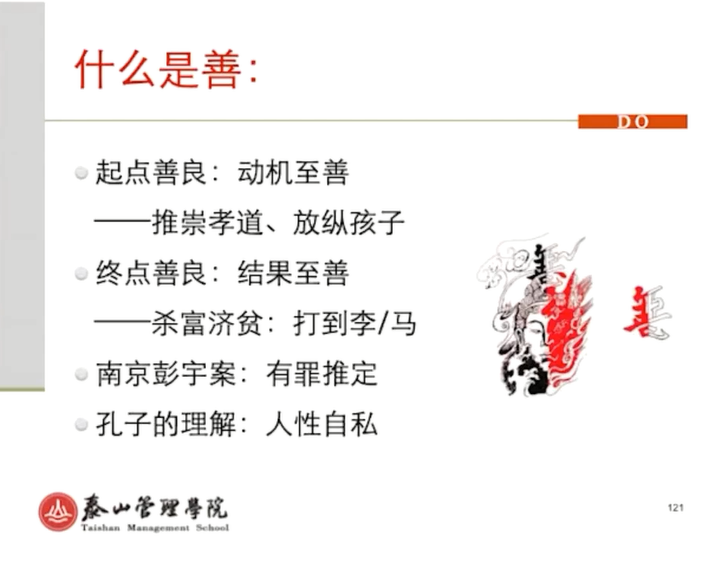 什么是善：
DO
起点善良：动机至善
——推崇孝道、放纵孩子
终点善良：结果至善
——杀富济贫：打到李/马
南京彭宇案：有罪推定
孔子的理解：人性自私
善
善
泰山管理學院
Taishan Management School
121